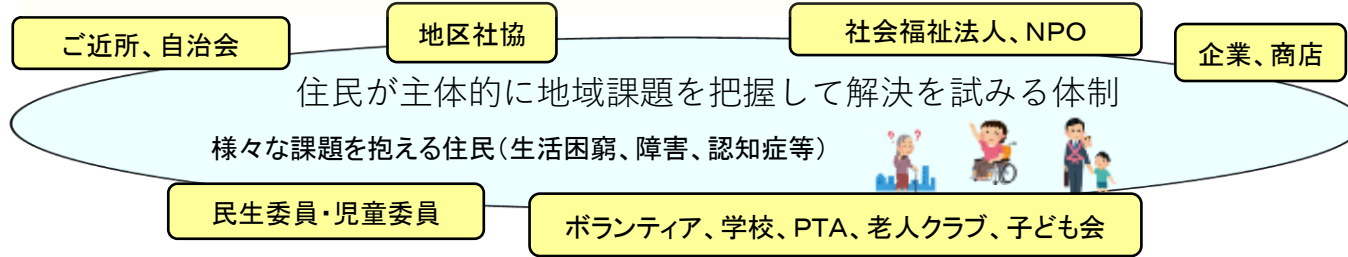 ご近所、自治会
地区社協
社会福祉法人、NPO
企業、商店
住民が主体的に地域課題を把握して解決を試みる体制
様々な課題を抱える住民(生活困窮、障害、認知症等)
民生委員・児童委員
ボランティア、学校、PTA、老人クラブ、子ども会